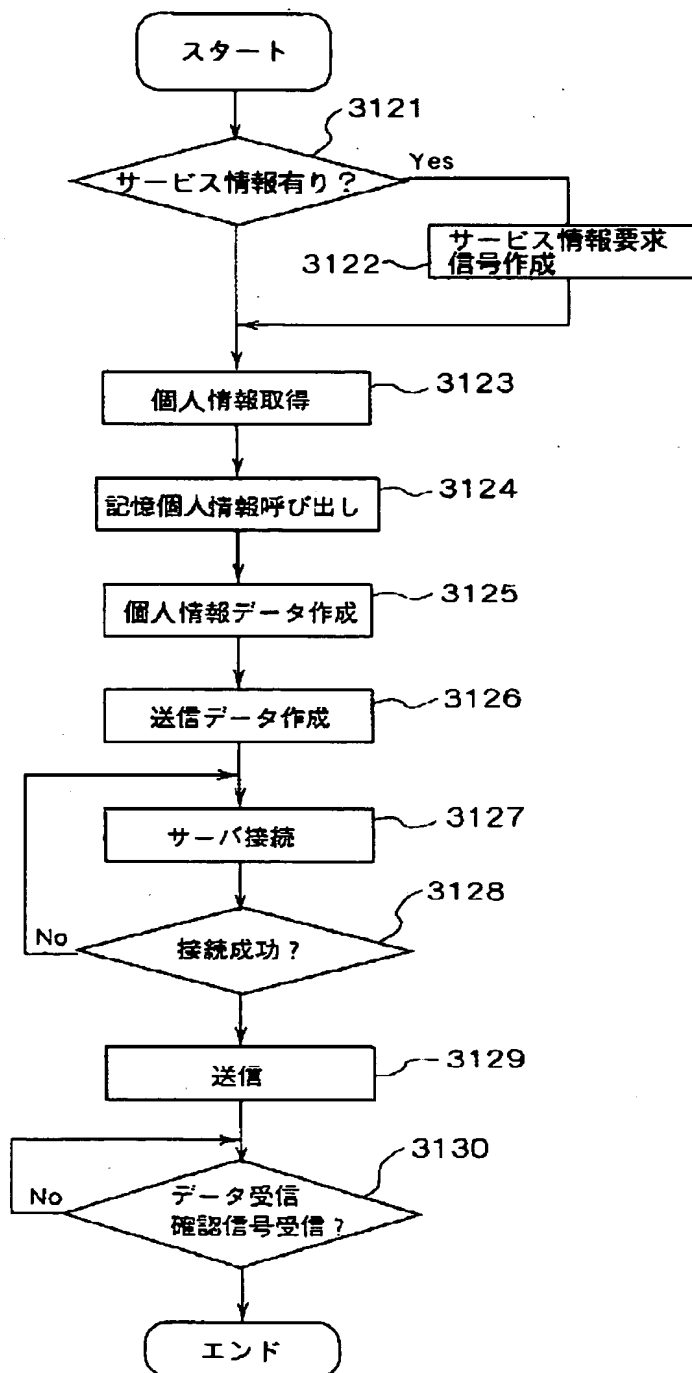 スタート
3121
サービス情報有り?
Yes
サービス情報要求
信号作成
3122
個人情報取得
3123
記憶個人情報呼び出し
3124
個人情報データ作成
3125
送信データ作成
3126
サーバ接続
3127
接続成功?
3128
No
送信
3129
データ受信
確認信号受信?
3130
No
エンド